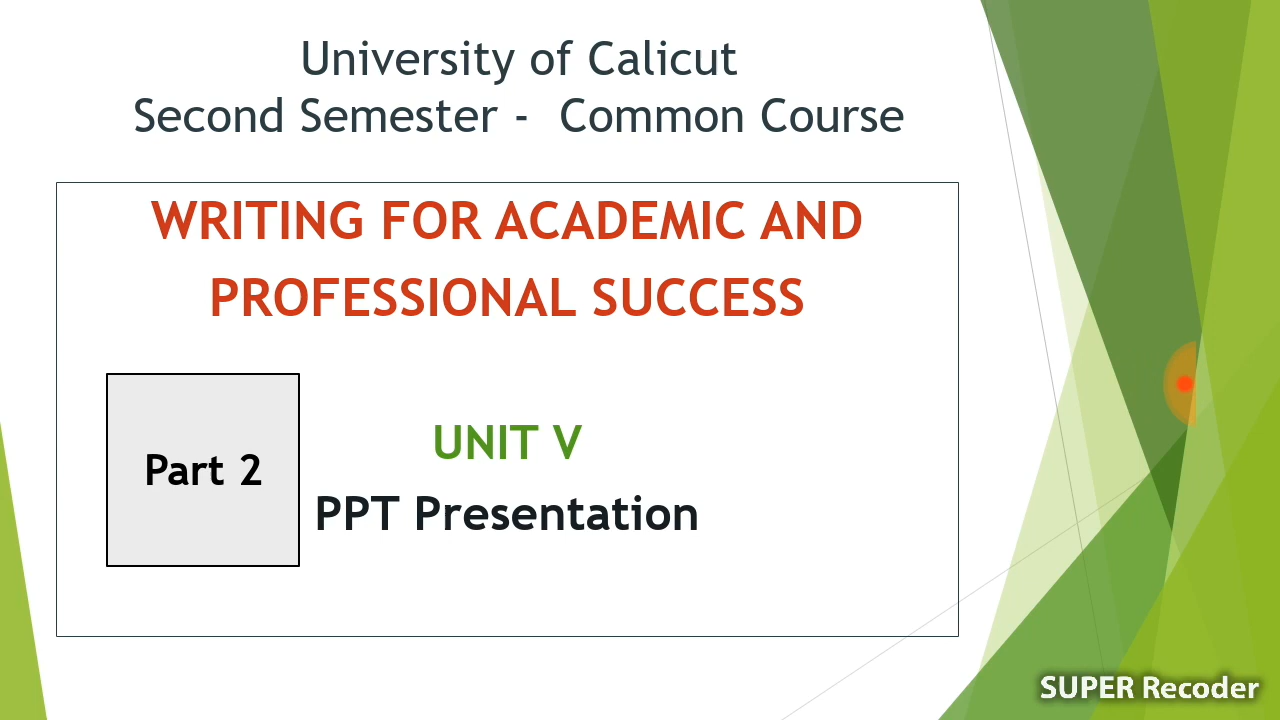 University of Calicut
Second Semester - Common Course
WRITING FOR ACADEMIC AND
PROFESSIONAL SUCCESS
Part 2
UNIT V
PPT Presentation
SUPER Recoder